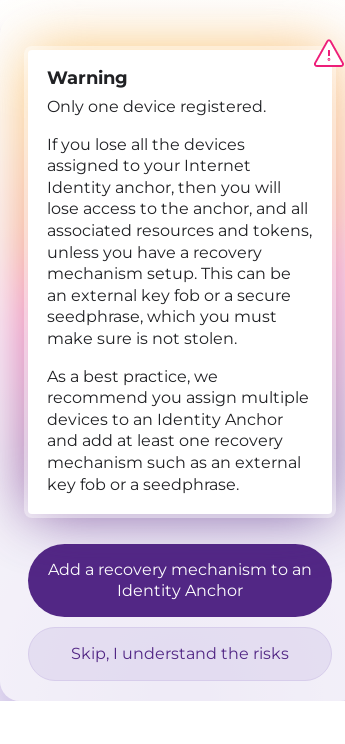 Warning
Only one device registered.
If you lose all the devices
assigned to your Internet
Identity anchor, then you will
lose access to the anchor, and all
associated resources and tokens,
unless you have a recovery
mechanism setup. This can be
an external key fob or a secure
seedphrase, which you must
make sure is not stolen.
As a best practice, we
recommend you assign multiple
devices to an Identity Anchor
and add at least one recovery
mechanism such as an external
key fob or a seedphrase.
Add a recovery mechanism to an
Identity Anchor
Skip, I understand the risks